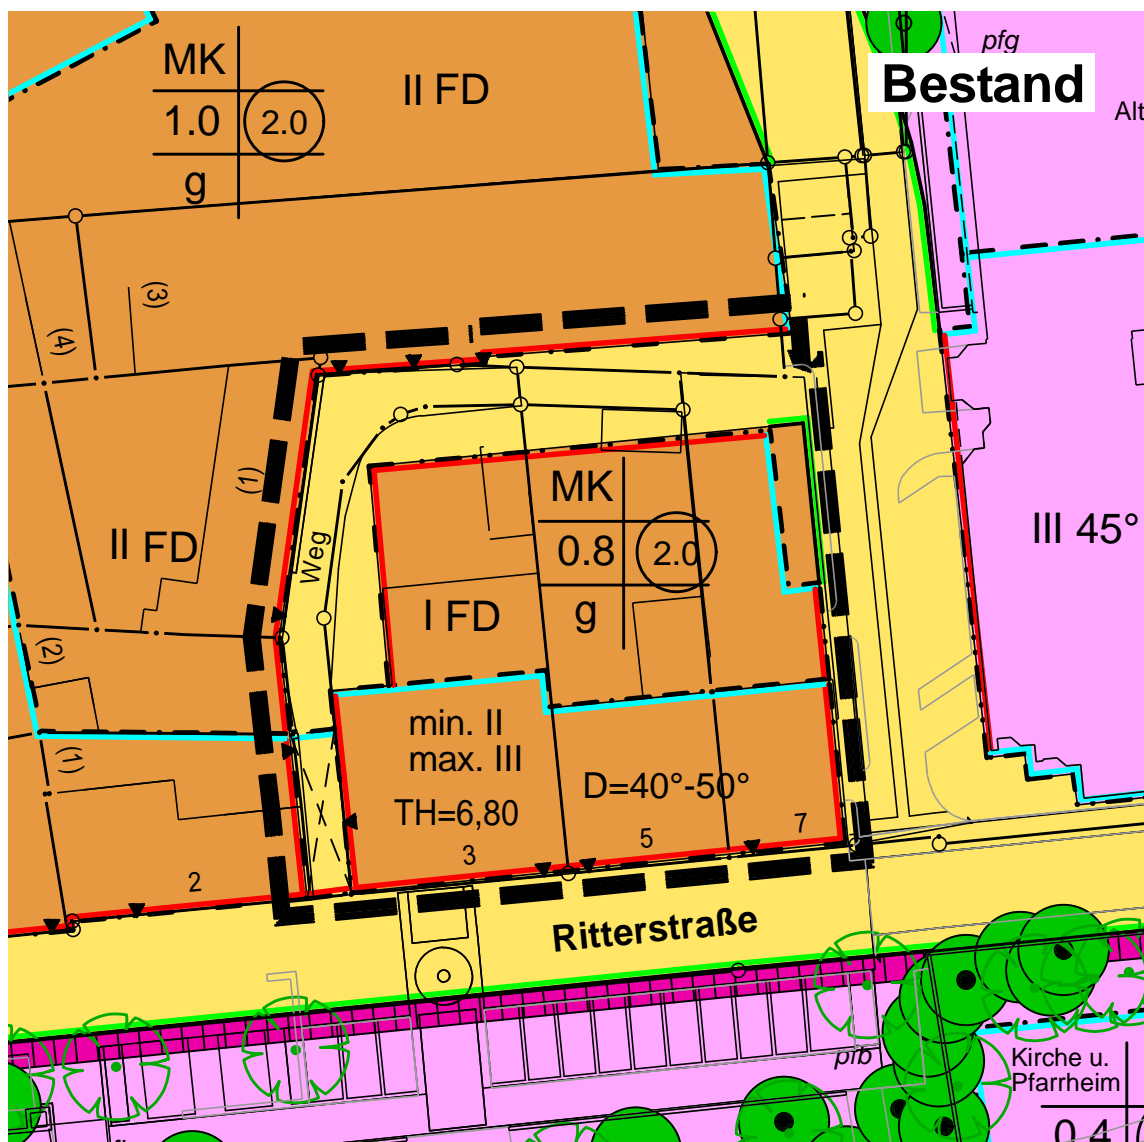 MK
II FD
1.0
2.0
g
pfg
Bestand
Alt
(3)
(4)
(1)
II FD
Weg
MK
0.8
2.0
g
I FD
III 45°
(2)
(1)
min. II
max. III
TH=6,80
D=40°-50°
2
3
5
7
Ritterstraße
pfb
Kirche u.
Pfarrheim
0.4